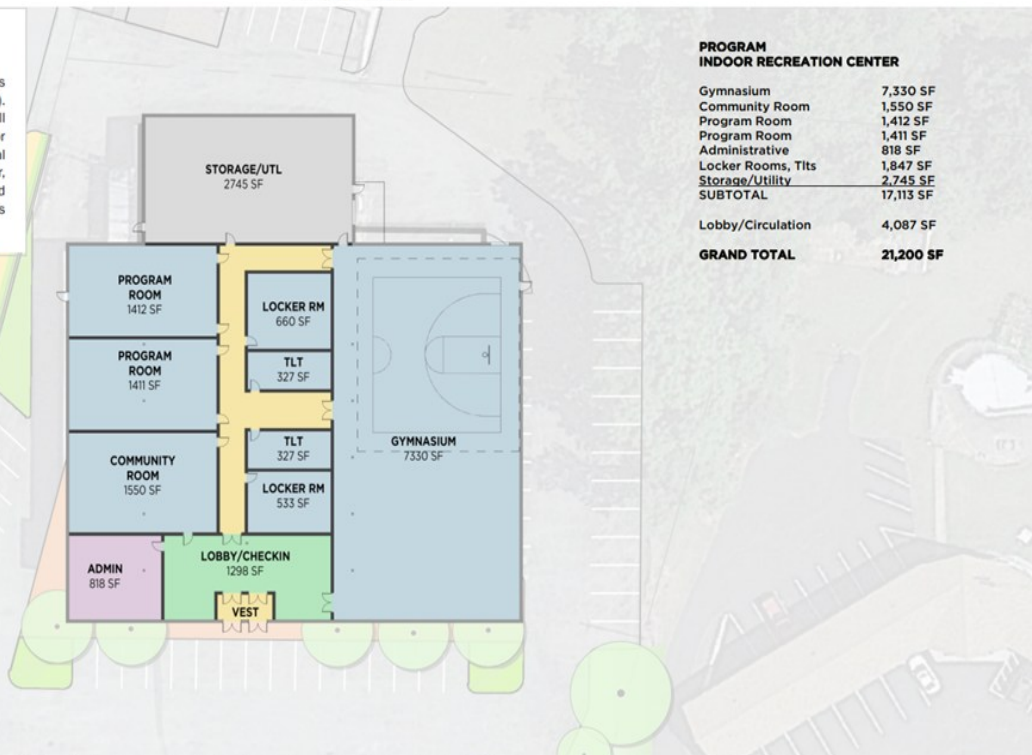 PROGRAM
INDOOR RECREATION CENTER
Gymnasium 7,330 SF
Community Room 1,550 SF
Program Room 1,412 SF
Program Room 1,411 SF
Administrative 818 SF
Locker Rooms, Tlts 1,847 SF
Storage/Utility 2,745 SF
SUBTOTAL 17,113 SF
Lobby/Circulation 4,087 SF
GRAND TOTAL 21,200 SF
STORAGE/UTL
2745 SF
PROGRAM
ROOM
1412 SF
LOCKER RM
660 SF
PROGRAM
ROOM
1411 SF
TLT
327 SF
GYMNASIUM
7330 SF
TLT
327 SF
COMMUNITY
ROOM
1550 SF
LOCKER RM
533 SF
ADMIN
818 SF
LOBBY/CHECKIN
1298 SF
VEST